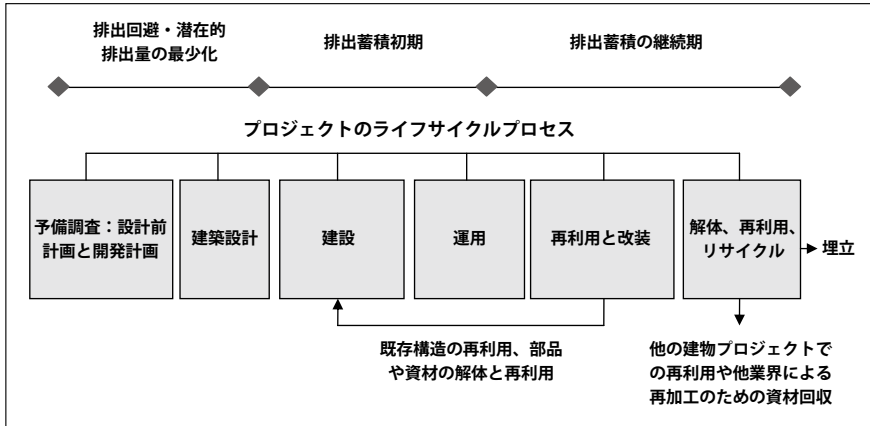 排出回避・潜在的
排出量の最少化
排出蓄積初期
排出蓄積の継続期
プロジェクトのライフサイクルプロセス
予備調査：設計前
計画と開発計画
建築設計
建設
運用
再利用と改装
解体、再利用、
リサイクル
埋立
既存構造の再利用、部品
や資材の解体と再利用
他の建物プロジェクトで
の再利用や他業界による
再加工のための資材回収